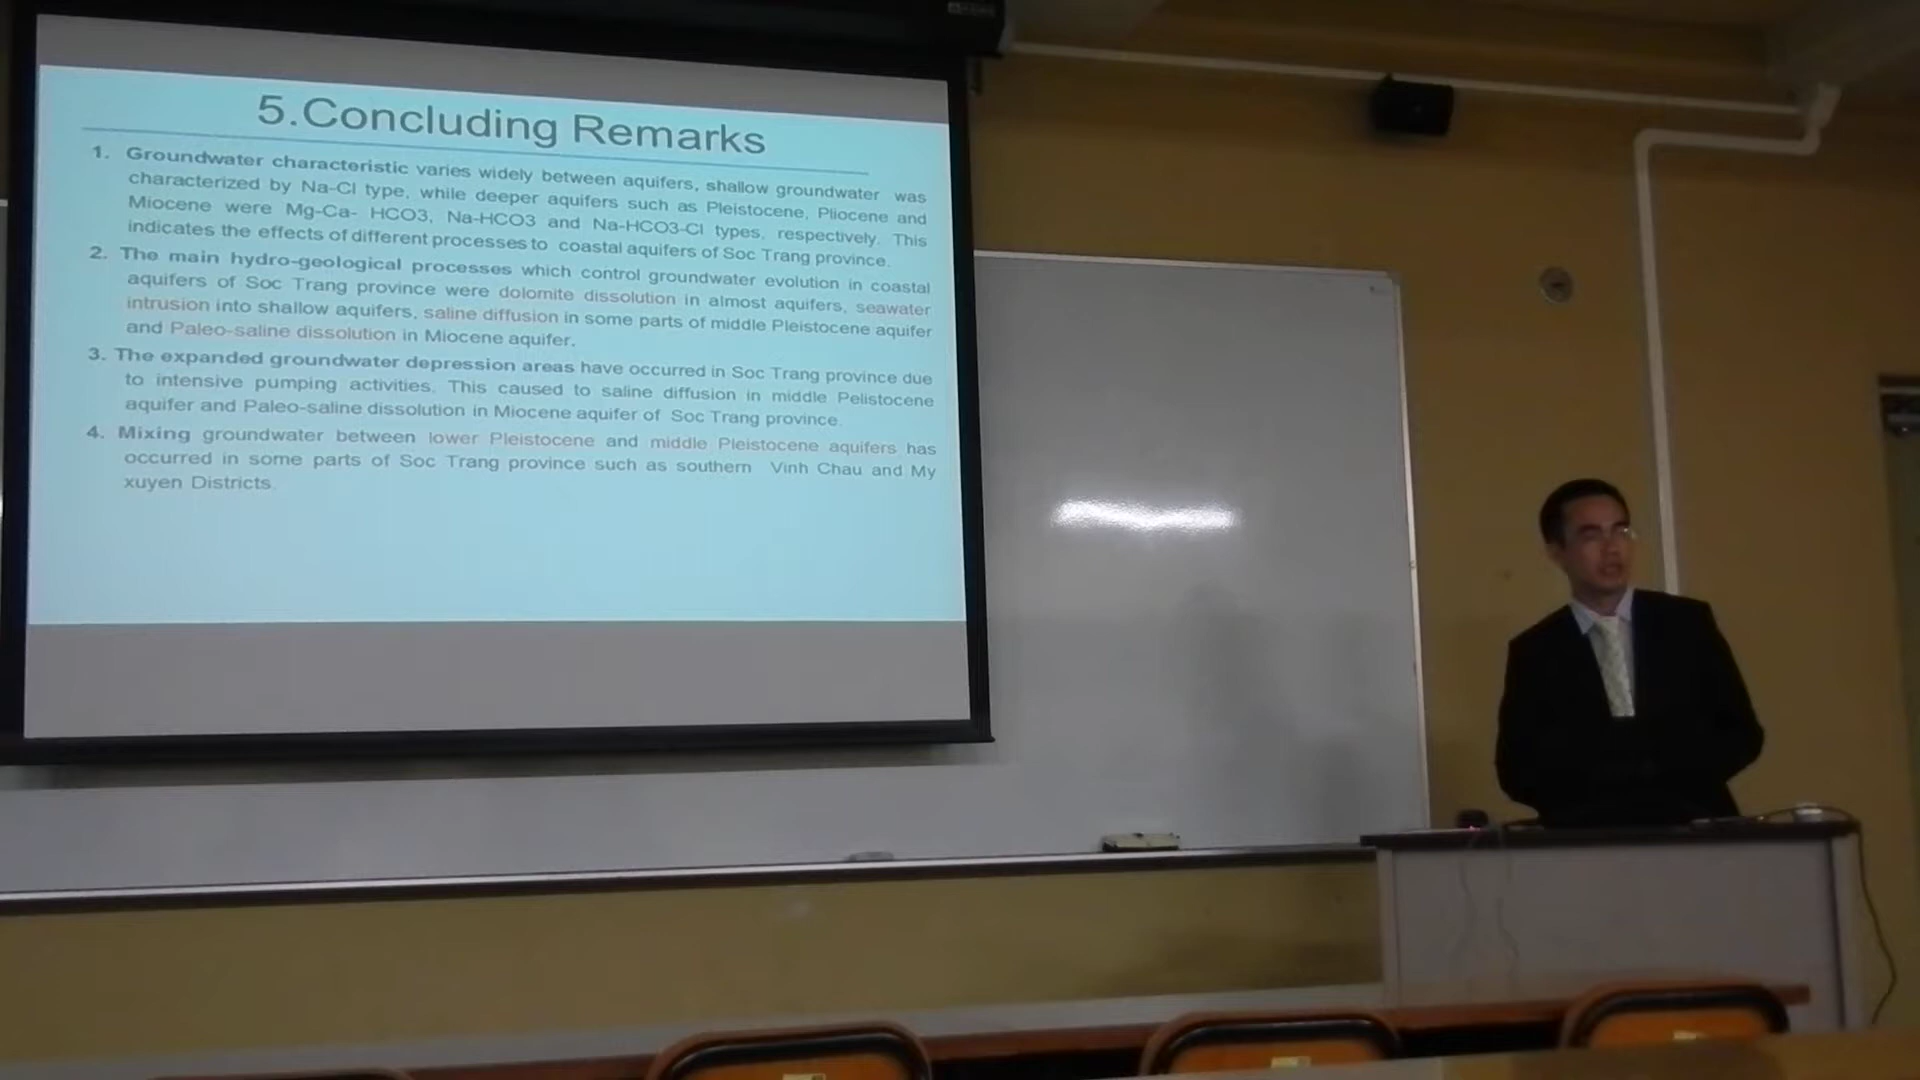 5.Concluding Remarks
1. Groundwater characteristic varies widely between aquifers, shallow groundwater was
characterized by Na-Cl type, while deeper aquifers such as Pleistocene, Pliocene and
Miocene were Mg-Ca- HCO3, Na-HCO3 and Na-HCO3-Cl types, respectively. This
indicates the effects of different processes to coastal aquifers of Soc Trang province.
2. The main hydro-geological processes which control groundwater evolution in coastal
aquifers of Soc Trang province were dolomite dissolution in almost aquifers, seawater
intrusion into shallow aquifers, saline diffusion in some parts of middle Pleistocene aquifer
and Paleo-saline dissolution in Miocene aquifer.
3. The expanded groundwater depression areas have occurred in Soc Trang province due
to intensive pumping activities. This caused to saline diffusion in middle Pelistocene
aquifer and Paleo-saline dissolution in Miocene aquifer of Soc Trang province.
4. Mixing groundwater between lower Pleistocene and middle Pleistocene aquifers has
occurred in some parts of Soc Trang province such as southern Vinh Chau and My
xuyen Districts.